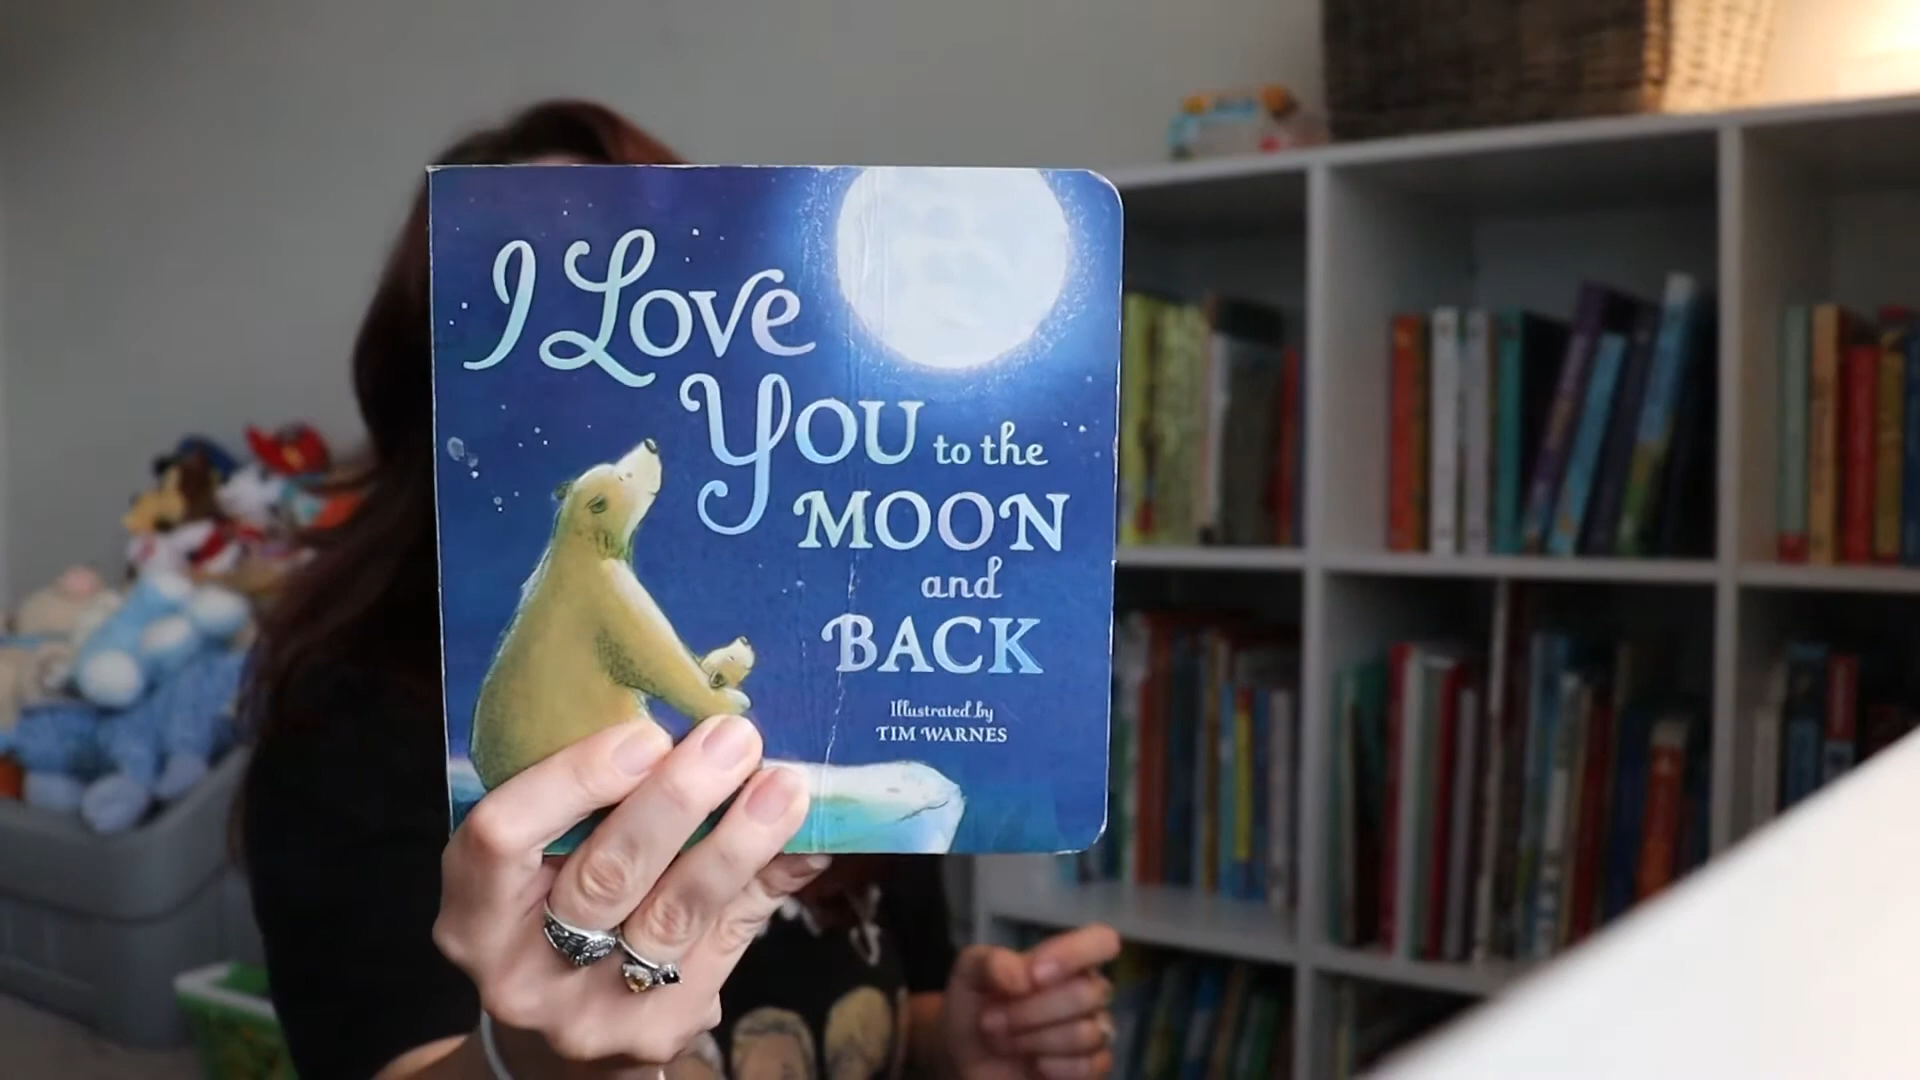 I Love
You to the
MOON
and
BACK
Illustrated by
TIM WARNES